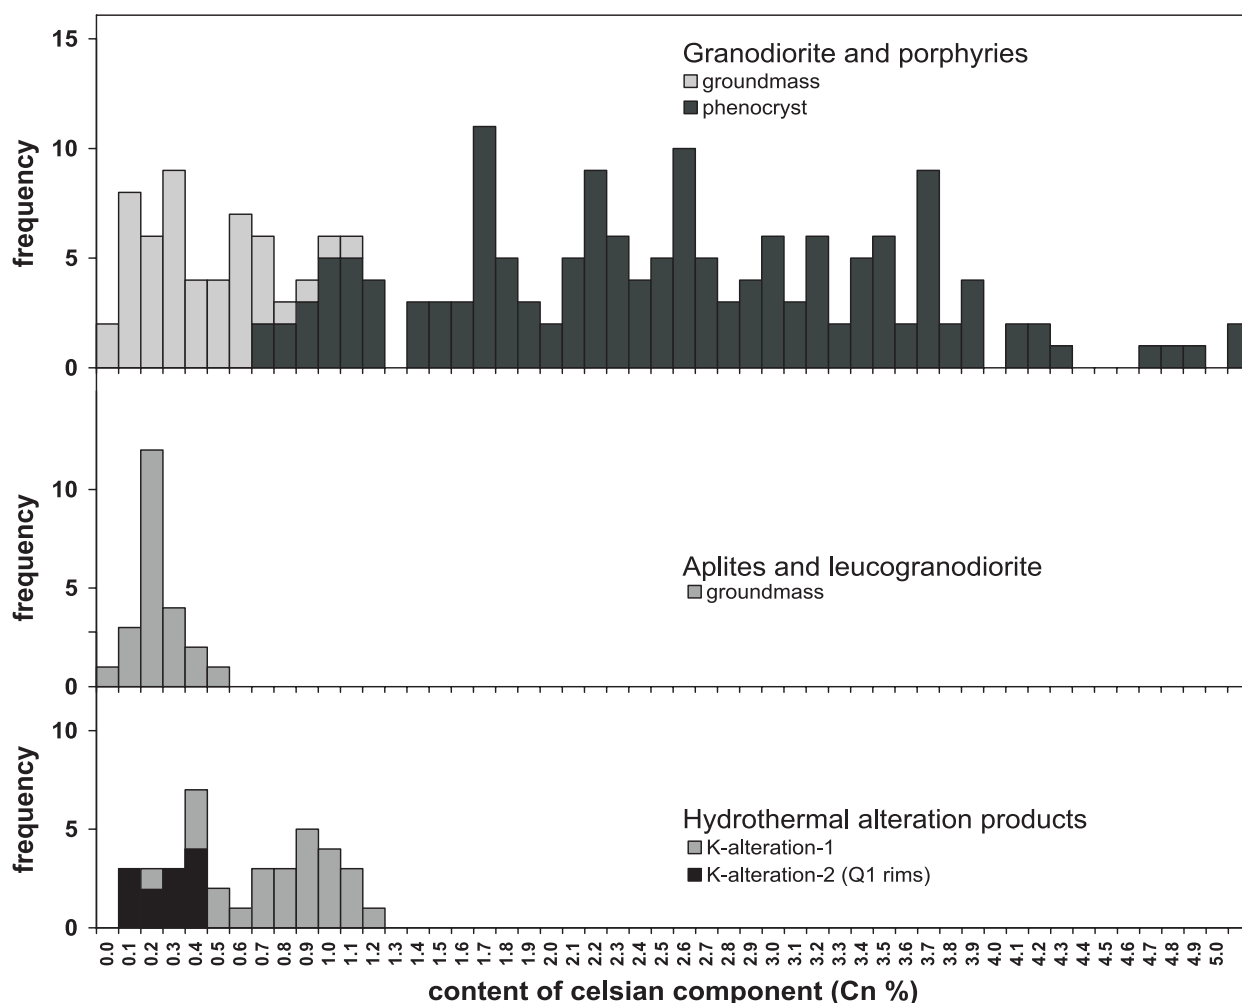 15
10
5
0
frequency
Granodiorite and porphyries
groundmass
phenocryst
10
5
0
frequency
Aplites and leucogranodiorite
groundmass
10
5
0
frequency
Hydrothermal alteration products
K-alteration-1
K-alteration-2 (Q1 rims)
0.0 0.1 0.2 0.3 0.4 0.5 0.6 0.7 0.8 0.9 1.0 1.1 1.2 1.3 1.4 1.5 1.6 1.7 1.8 1.9 2.0 2.1 2.2 2.3 2.4 2.5 2.6 2.7 2.8 2.9 3.0 3.1 3.2 3.3 3.4 3.5 3.6 3.7 3.8 3.9 4.0 4.1 4.2 4.3 4.4 4.5 4.6 4.7 4.8 4.9 5.0
content of celsian component (Cn %)